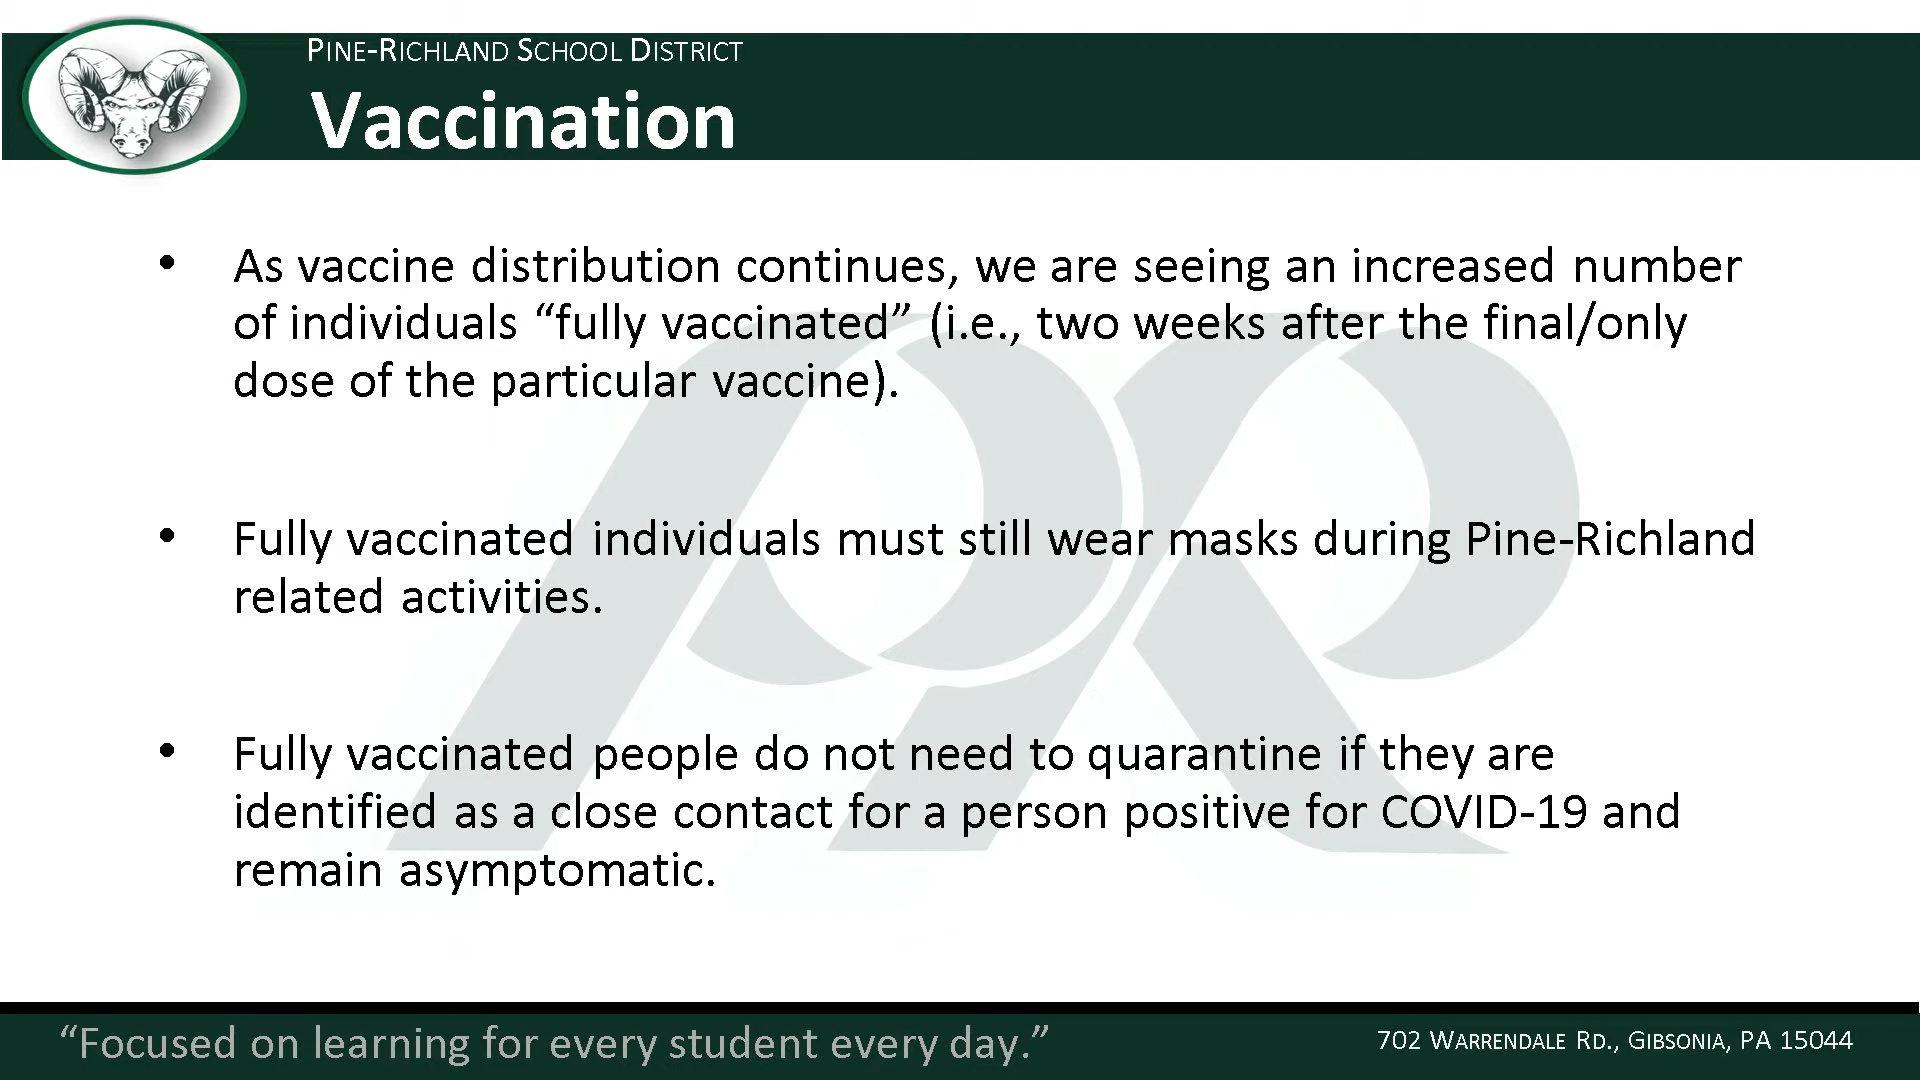 PINE-RICHLAND SCHOOL DISTRICT
Vaccination
• As vaccine distribution continues, we are seeing an increased number
of individuals “fully vaccinated” (i.e., two weeks after the final/only
dose of the particular vaccine).
• Fully vaccinated individuals must still wear masks during Pine-Richland
related activities.
• Fully vaccinated people do not need to quarantine if they are
identified as a close contact for a person positive for COVID-19 and
remain asymptomatic.
“Focused on learning for every student every day.”
702 WARRENDALE RD., GIBSONIA, PA 15044
PR